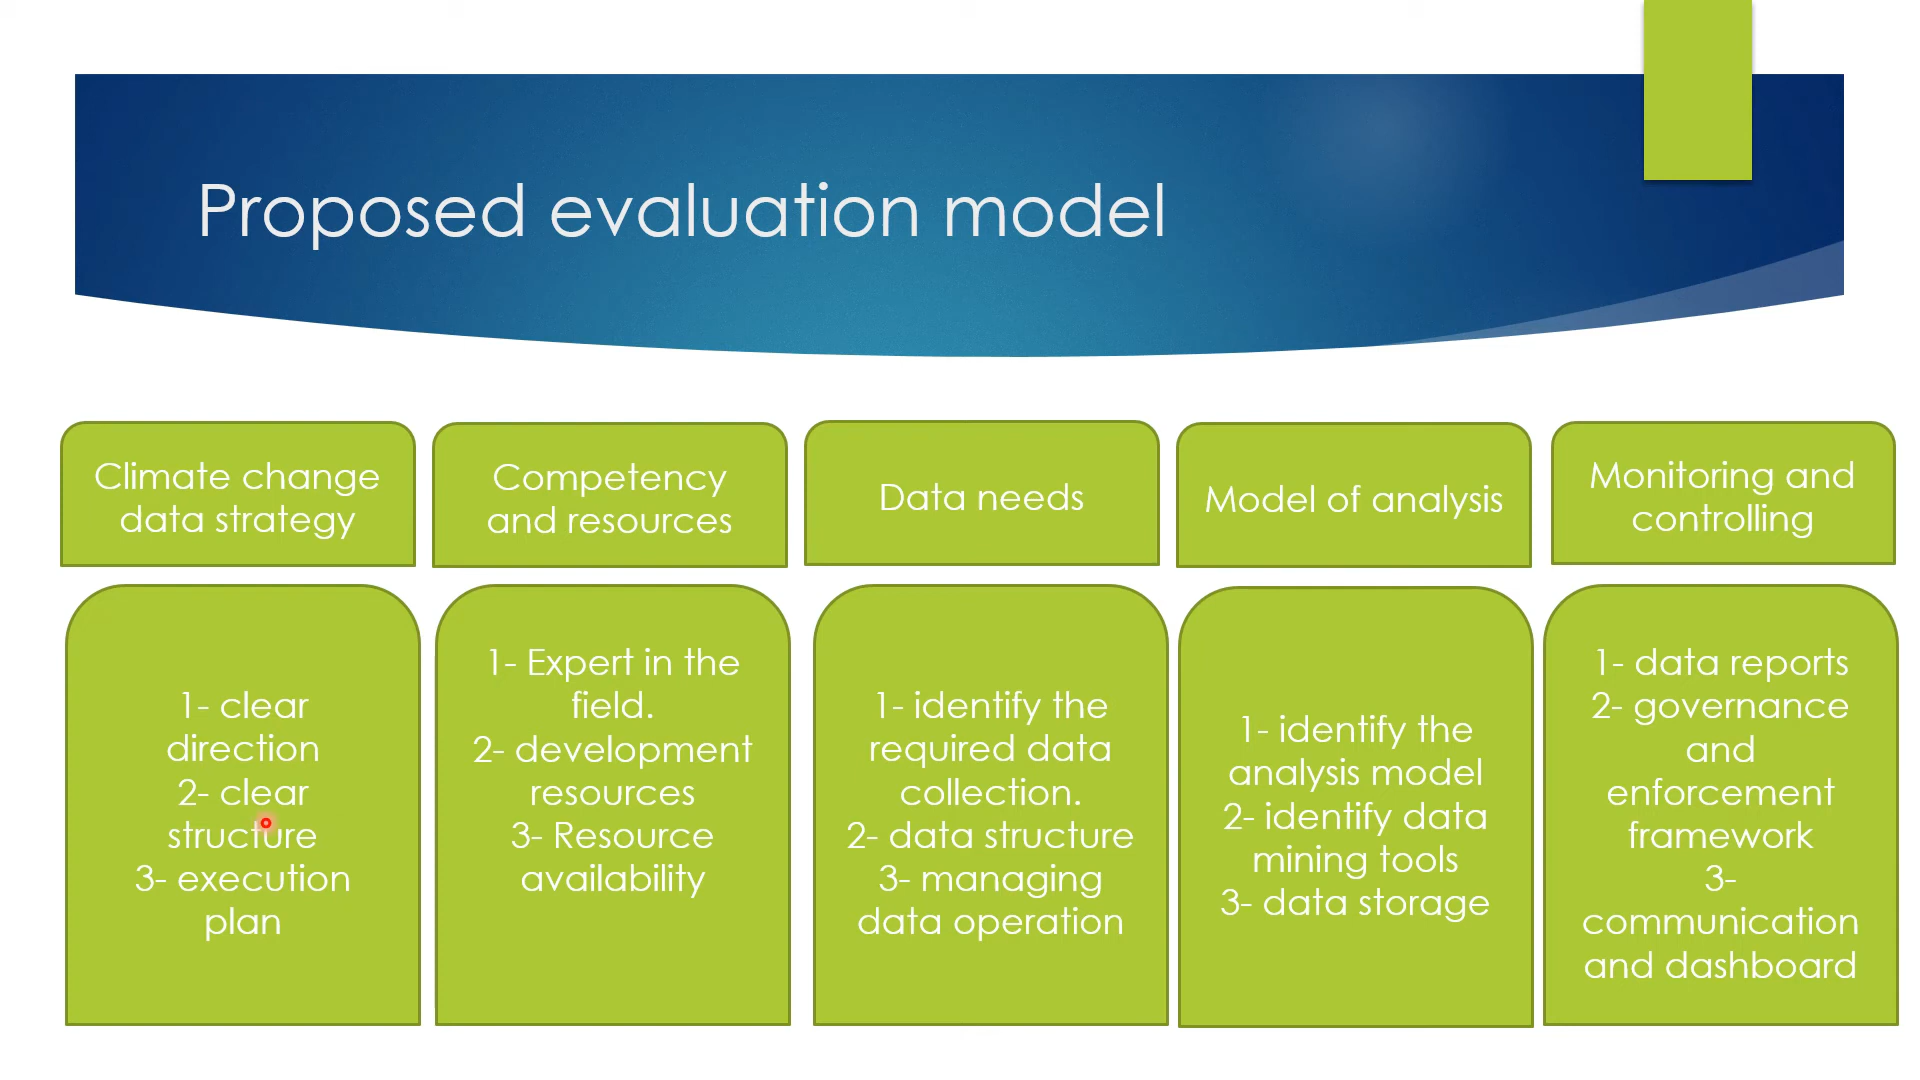 Proposed evaluation model
Climate change
data strategy
Competency
and resources
Data needs
Model of analysis
Monitoring and
controlling
1- clear
direction
2- clear
structure
3- execution
plan
1- Expert in the
field.
2- development
resources
3- Resource
availability
1- identify the
required data
collection.
2- data structure
3- managing
data operation
1- identify the
analysis model
2- identify data
mining tools
3- data storage
1- data reports
2- governance
and
enforcement
framework
3-
communication
and dashboard